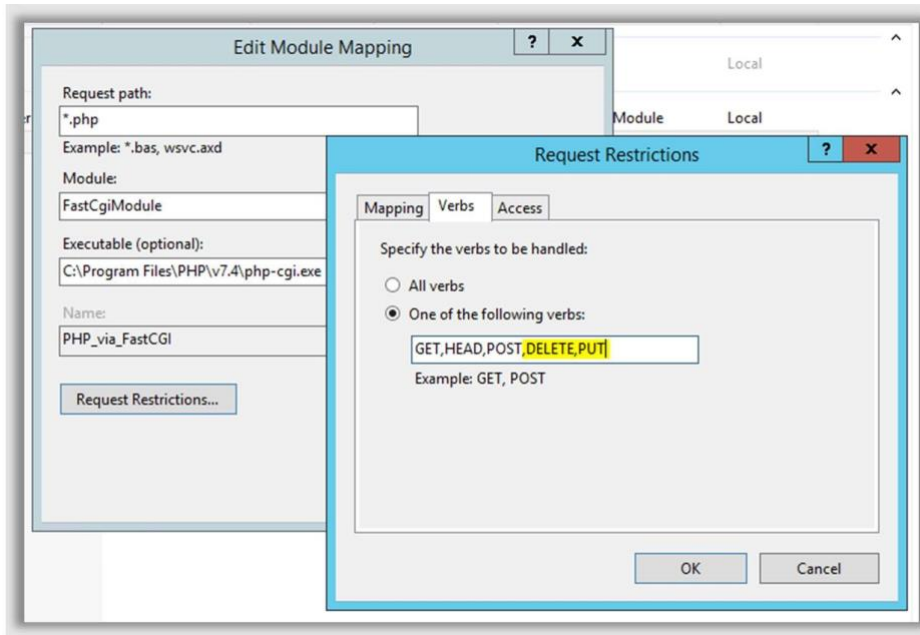 Edit Module Mapping
? x
Local
Request path:
*.php
Module Local
Example: *.bas, wsvc.axd
Module:
FastCgiModule
Executable (optional):
C:\Program Files\PHP\v7.4\php-cgi.exe
Name:
PHP_via_FastCGI
Request Restrictions...
Request Restrictions
? x
Mapping Verbs Access
Specify the verbs to be handled:
All verbs
One of the following verbs:
GET,HEAD,POST,DELETE,PUT
Example: GET, POST
OK Cancel